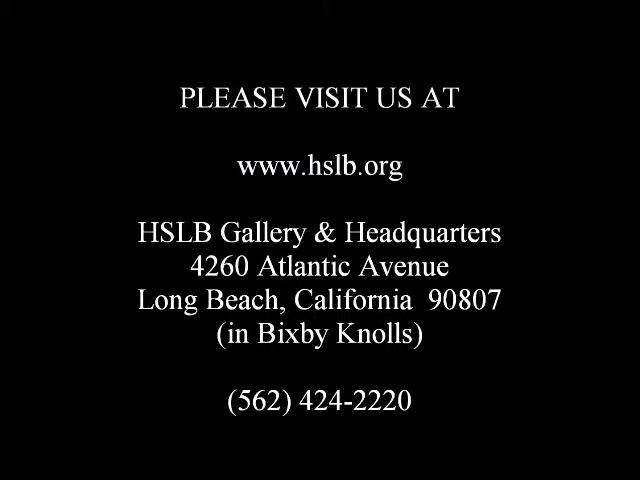 PLEASE VISIT US AT
www.hslb.org
HSLB Gallery & Headquarters
4260 Atlantic Avenue
Long Beach, California  90807
(in Bixby Knolls)
(562) 424-2220